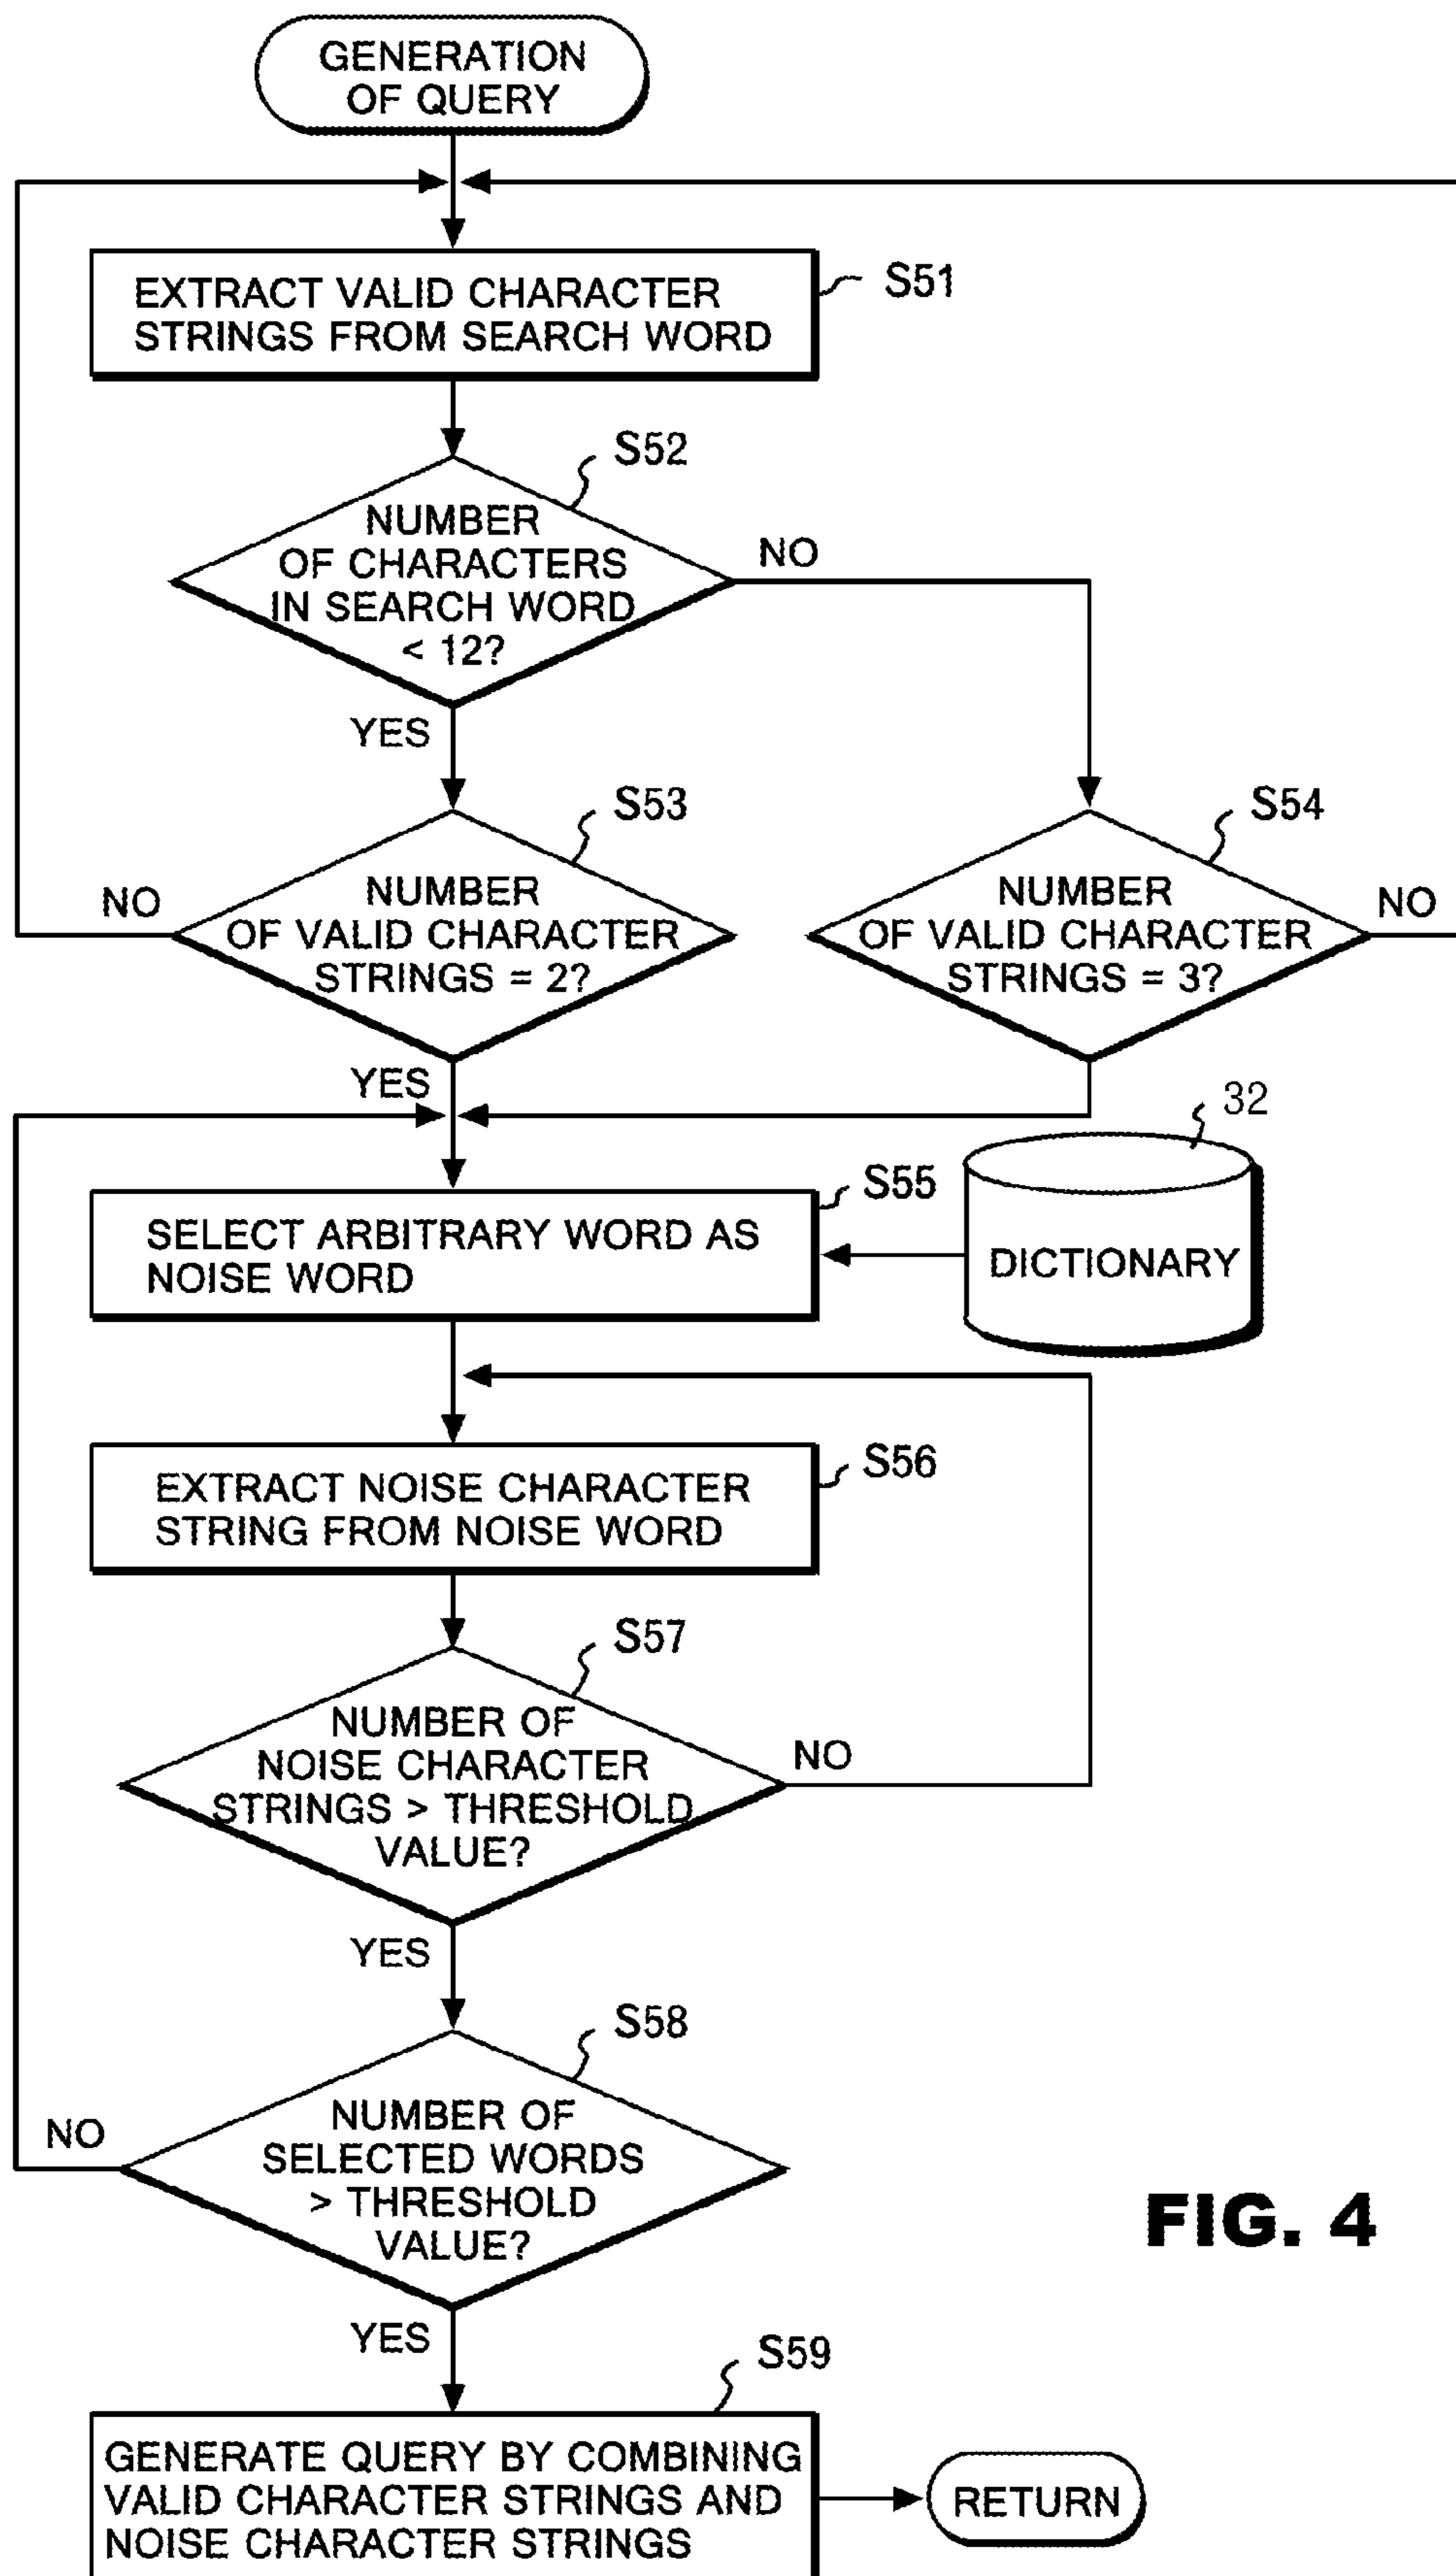 GENERATION
OF QUERY
EXTRACT VALID CHARACTER
STRINGS FROM SEARCH WORD
S51
S52
NUMBER
OF CHARACTERS
IN SEARCH WORD
< 12?
NO
YES
S53
NUMBER
OF VALID CHARACTER
STRINGS = 2?
NO
YES
S54
NUMBER
OF VALID CHARACTER
STRINGS = 3?
NO
32
DICTIONARY
S55
SELECT ARBITRARY WORD AS
NOISE WORD
S56
EXTRACT NOISE CHARACTER
STRING FROM NOISE WORD
S57
NUMBER OF
NOISE CHARACTER
STRINGS > THRESHOLD
VALUE?
NO
YES
S58
NUMBER OF
SELECTED WORDS
> THRESHOLD
VALUE?
NO
YES
FIG. 4
S59
GENERATE QUERY BY COMBINING
VALID CHARACTER STRINGS AND
NOISE CHARACTER STRINGS
RETURN